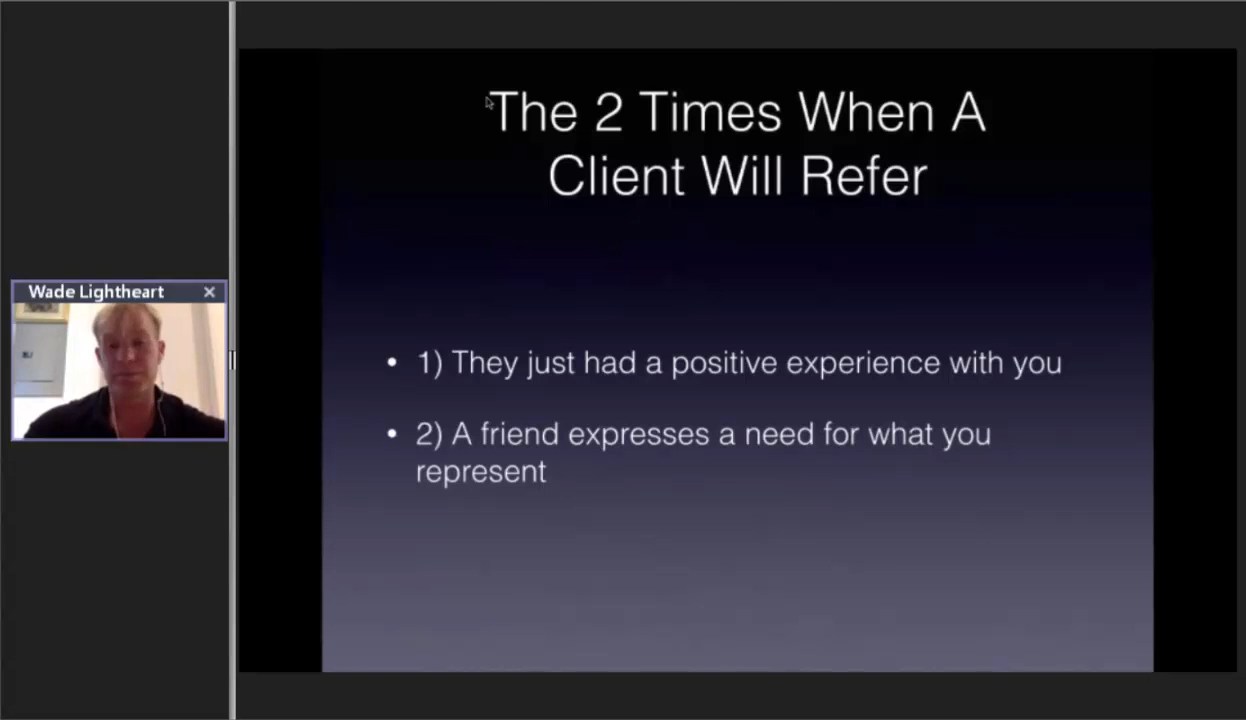 The 2 Times When A
Client Will Refer
Wade Lightheart
• 1) They just had a positive experience with you
• 2) A friend expresses a need for what you
represent